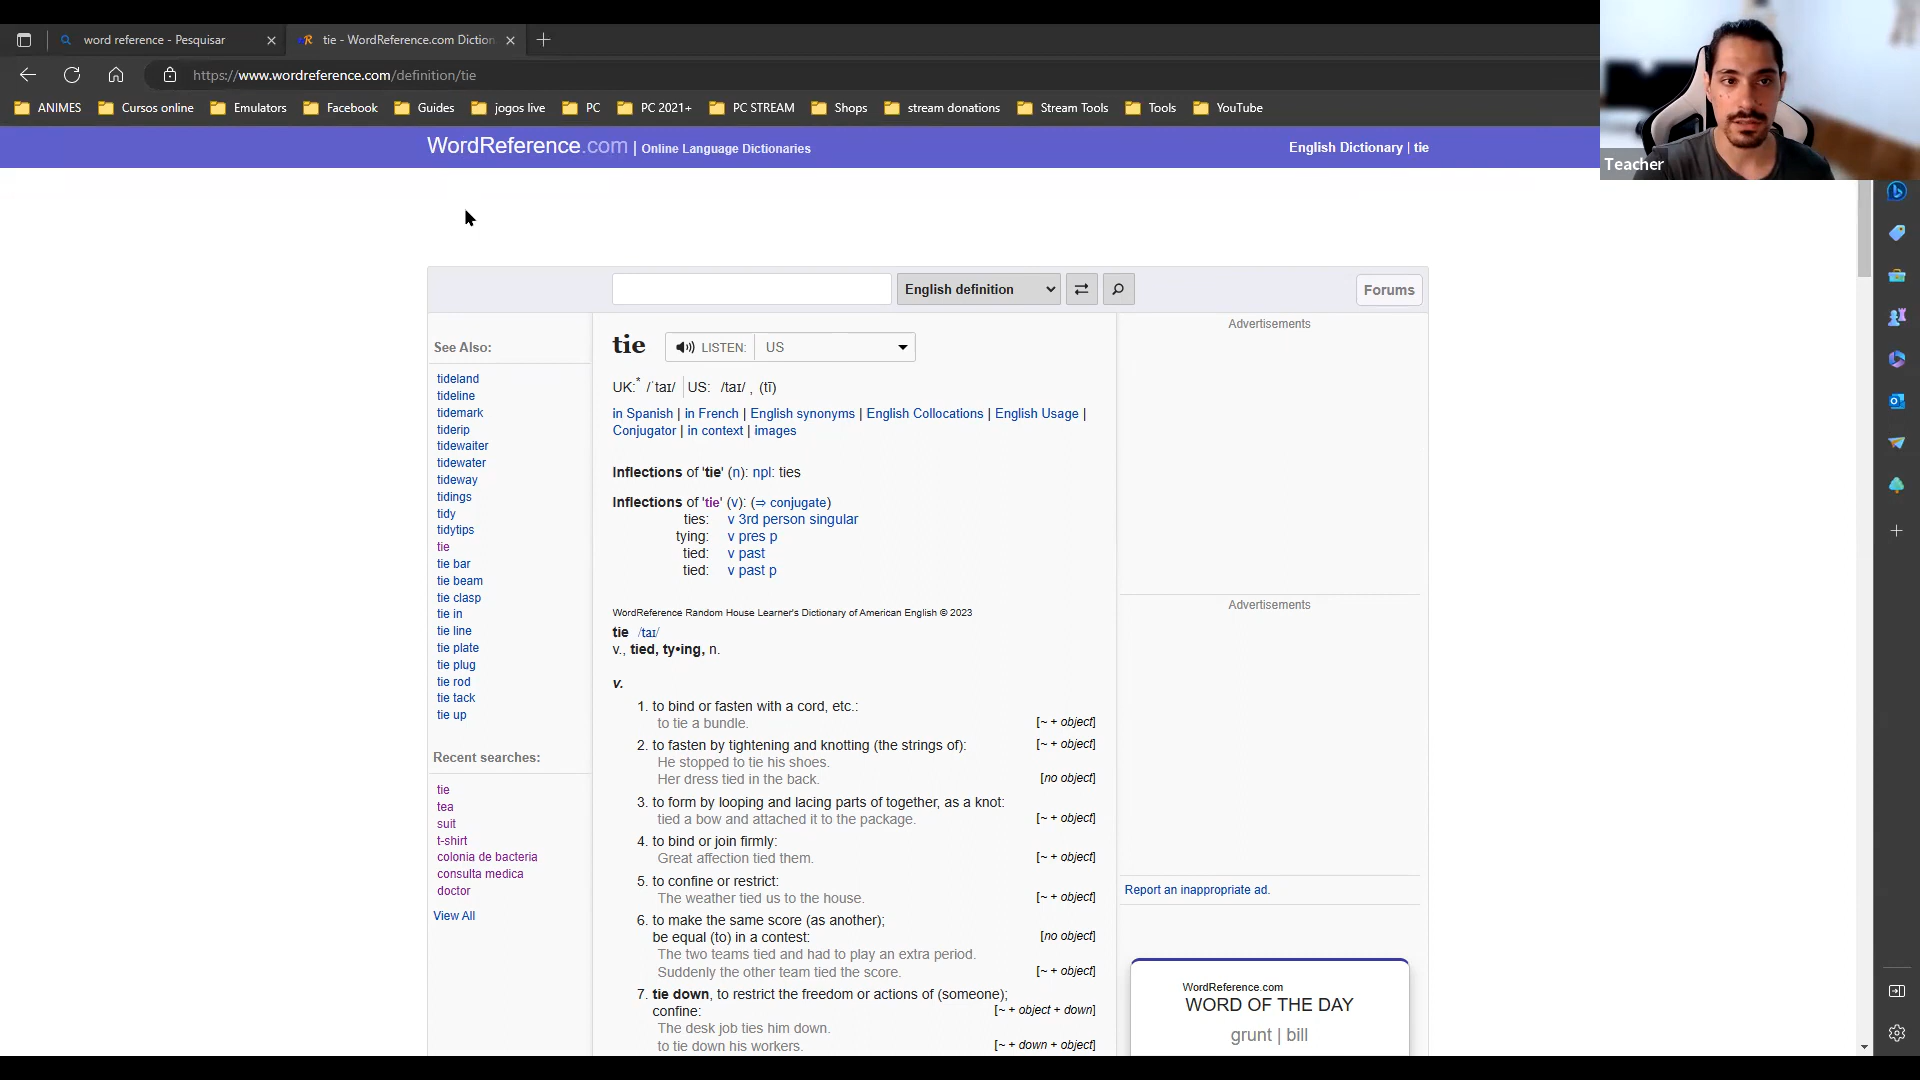 word reference - Pesquisar
tie - WordReference.com Diction
https://www.wordreference.com/definition/tie
ANIMES Cursos online Emulators Facebook Guides jogos live PC PC 2021+ PC STREAM Shops stream donations Stream Tools Tools YouTube
Teacher
WordReference.com | Online Language Dictionaries
English Dictionary | tie
English definition
Forums
See Also:
tideland
tideline
tidemark
tiderip
tidewaiter
tidewater
tideway
tidings
tidy
tidytips
tie
tie bar
tie beam
tie clasp
tie in
tie line
tie plate
tie plug
tie rod
tie tack
tie up
Recent searches:
tie
tea
suit
t-shirt
colonia de bacteria
consulta medica
doctor
View All
tie LISTEN: US
UK:* /ˈtaɪ/ US: /taɪ/ , (tī)
in Spanish | in French | English synonyms | English Collocations | English Usage |
Conjugator | in context | images
Inflections of 'tie' (n): npl: ties
Inflections of 'tie' (v): (⇒ conjugate)
ties: v 3rd person singular
tying: v pres p
tied: v past
tied: v past p
WordReference Random House Learner's Dictionary of American English © 2023
tie /taɪ/
v., tied, ty•ing, n.
v.
1. to bind or fasten with a cord, etc.:
to tie a bundle. [~ + object]
2. to fasten by tightening and knotting (the strings of): [~ + object]
He stopped to tie his shoes.
Her dress tied in the back. [no object]
3. to form by looping and lacing parts of together, as a knot:
tied a bow and attached it to the package. [~ + object]
4. to bind or join firmly:
Great affection tied them. [~ + object]
5. to confine or restrict:
The weather tied us to the house. [~ + object]
6. to make the same score (as another);
be equal (to) in a contest: [no object]
The two teams tied and had to play an extra period.
Suddenly the other team tied the score. [~ + object]
7. tie down, to restrict the freedom or actions of (someone);
confine: [~ + object + down]
The desk job ties him down.
to tie down his workers. [~ + down + object]
Advertisements
Advertisements
Report an inappropriate ad.
WordReference.com
WORD OF THE DAY
grunt | bill